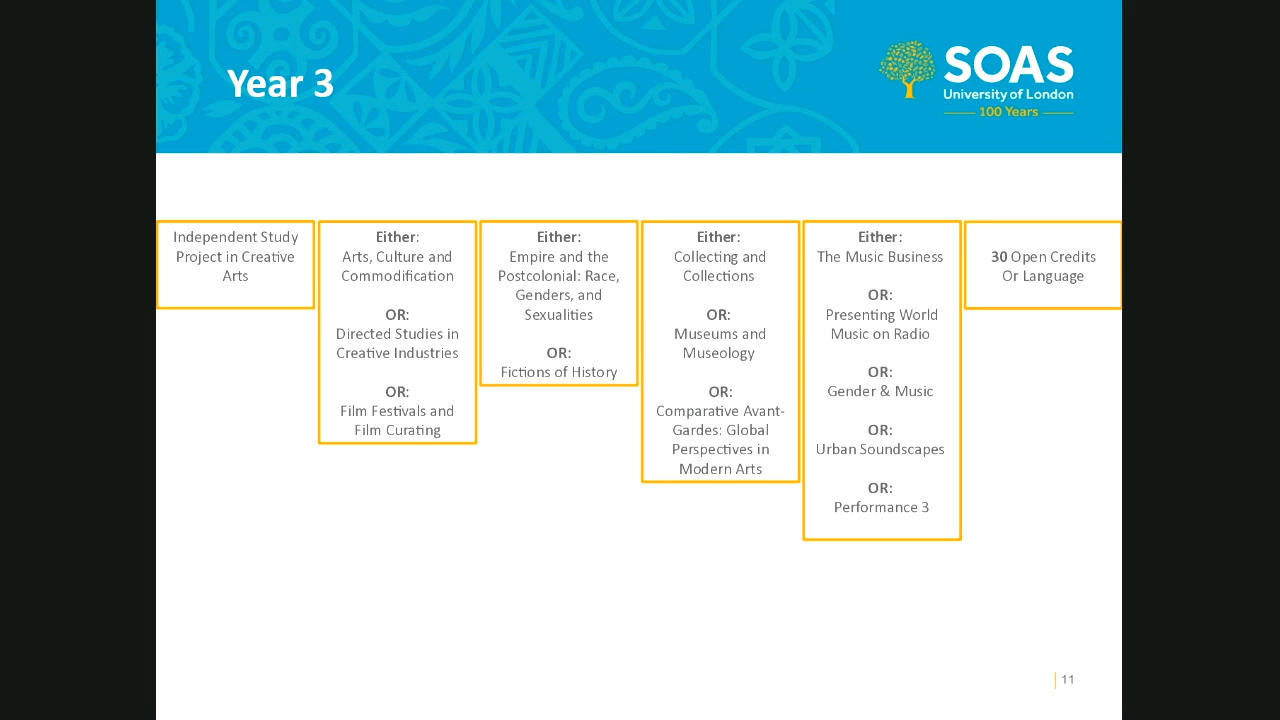 Year 3
SOAS
University of London
100 Years
Independent Study
Project in Creative
Arts
Either:
Arts, Culture and
Commodification
OR:
Directed Studies in
Creative Industries
OR:
Film Festivals and
Film Curating
Either:
Empire and the
Postcolonial: Race,
Genders, and
Sexualities
OR:
Fictions of History
Either:
Collecting and
Collections
OR:
Museums and
Museology
OR:
Comparative Avant-
Gardes: Global
Perspectives in
Modern Arts
Either:
The Music Business
OR:
Presenting World
Music on Radio
OR:
Gender & Music
OR:
Urban Soundscapes
OR:
Performance 3
30 Open Credits
Or Language
11